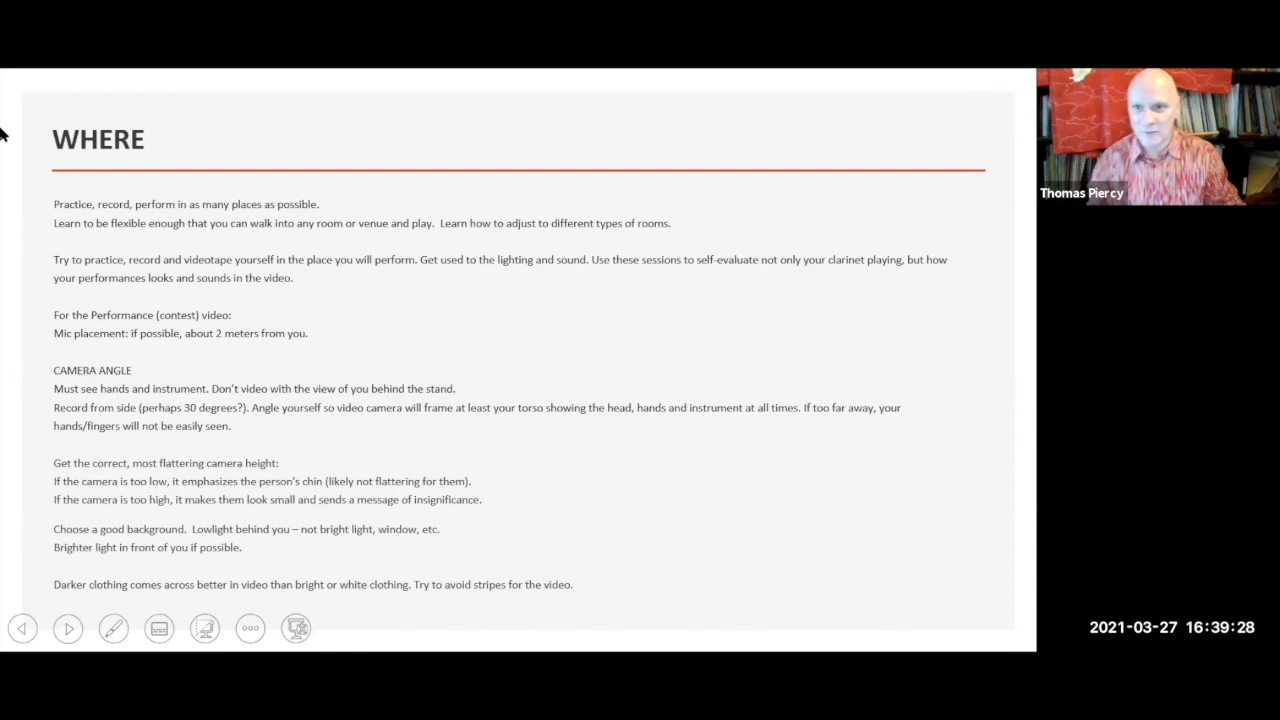 WHERE
Practice, record, perform in as many places as possible.
Learn to be flexible enough that you can walk into any room or venue and play.  Learn how to adjust to different types of rooms.
Try to practice, record and videotape yourself in the place you will perform. Get used to the lighting and sound. Use these sessions to self-evaluate not only your clarinet playing, but how
your performances looks and sounds in the video.
For the Performance (contest) video:
Mic placement: if possible, about 2 meters from you.
CAMERA ANGLE
Must see hands and instrument. Don’t video with the view of you behind the stand.
Record from side (perhaps 30 degrees?). Angle yourself so video camera will frame at least your torso showing the head, hands and instrument at all times. If too far away, your
hands/fingers will not be easily seen.
Get the correct, most flattering camera height:
If the camera is too low, it emphasizes the person's chin (likely not flattering for them).
If the camera is too high, it makes them look small and sends a message of insignificance.
Choose a good background.  Lowlight behind you – not bright light, window, etc.
Brighter light in front of you if possible.
Darker clothing comes across better in video than bright or white clothing. Try to avoid stripes for the video.
Thomas Piercy
2021-03-27 16:39:28